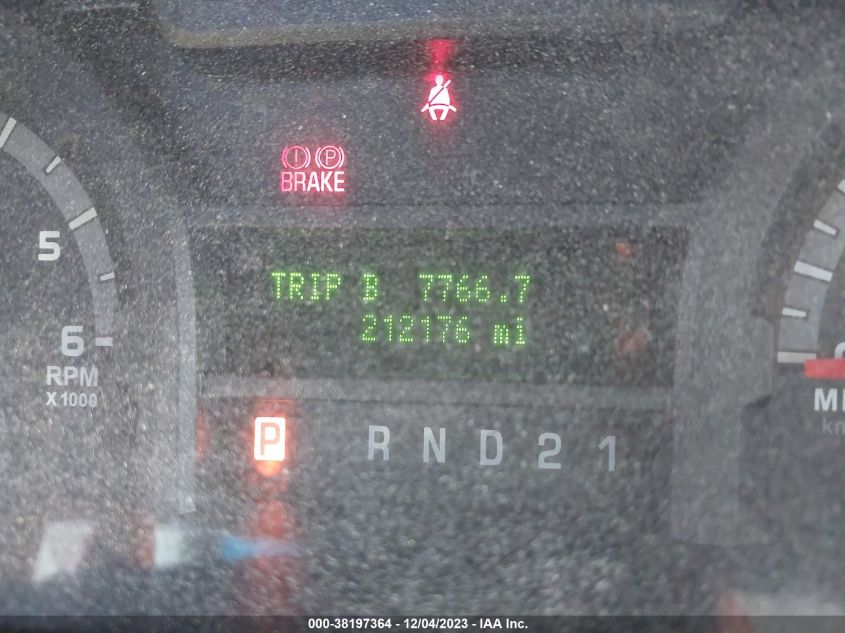 BRAKE
TRIP B 7766.7
212176 mi
5
6
RPM
X1000
P R N D 2 1
000-38197364 - 12/04/2023 - IAA Inc.